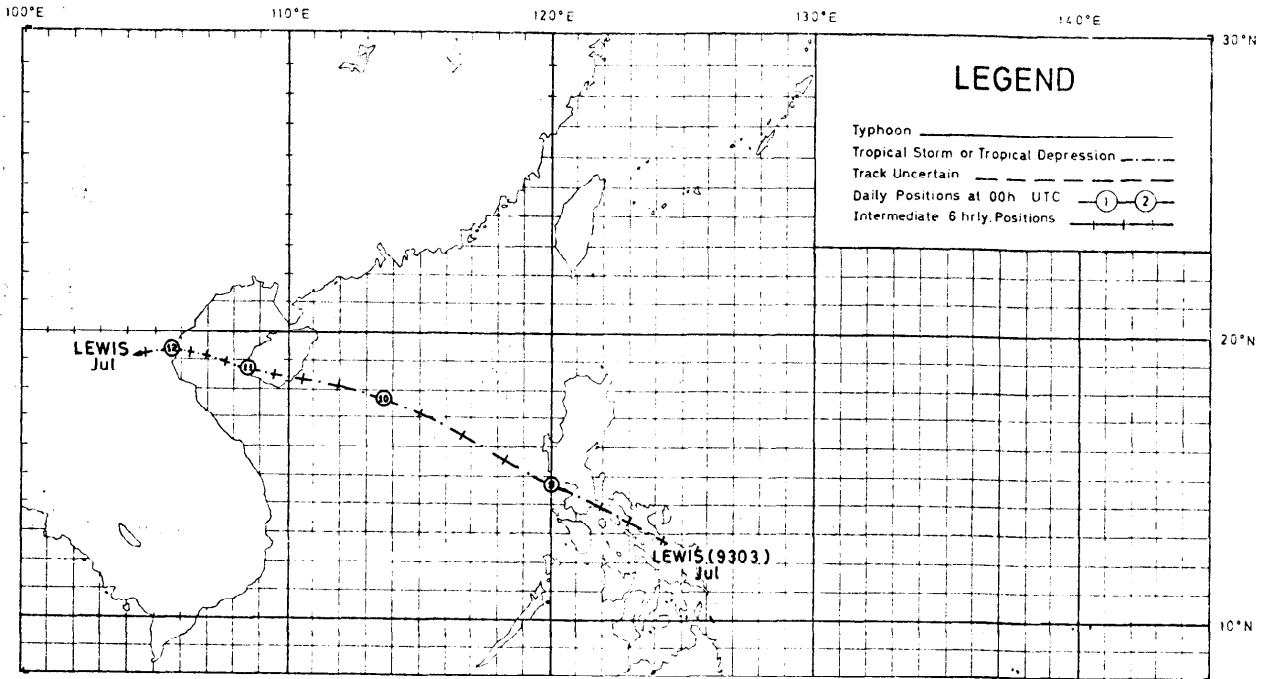 100°E 110°E 120°E 130°E 140°E
30°N
LEGEND
Typhoon
Tropical Storm or Tropical Depression
Track Uncertain
Daily Positions at 00h UTC 1 2
Intermediate 6 hrly. Positions
20°N
12
LEWIS
Jul
11
10
9
LEWIS (9303)
Jul
10°N